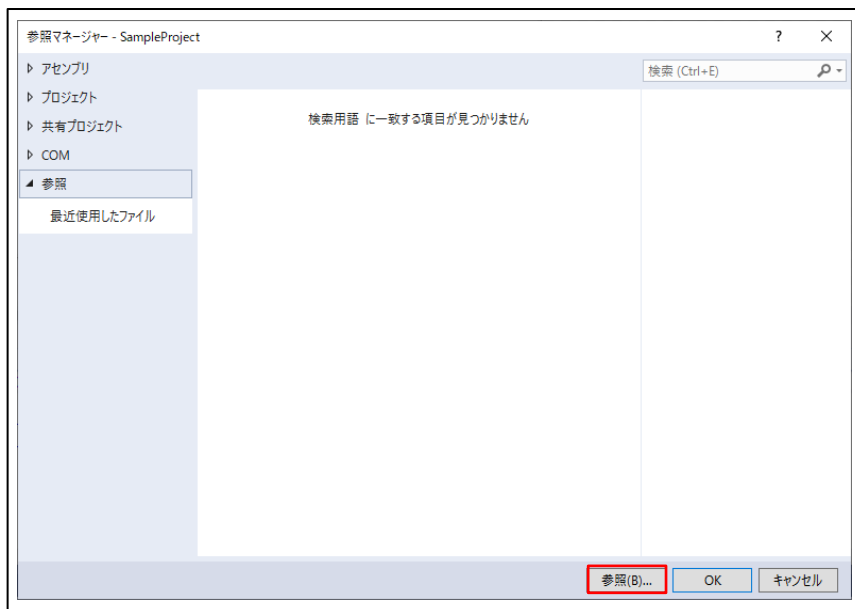 参照マネージャー - SampleProject
? ×
アセンブリ
検索 (Ctrl+E)
プロジェクト
共有プロジェクト
検索用語 に一致する項目が見つかりません
COM
参照
最近使用したファイル
参照(B)...
OK
キャンセル